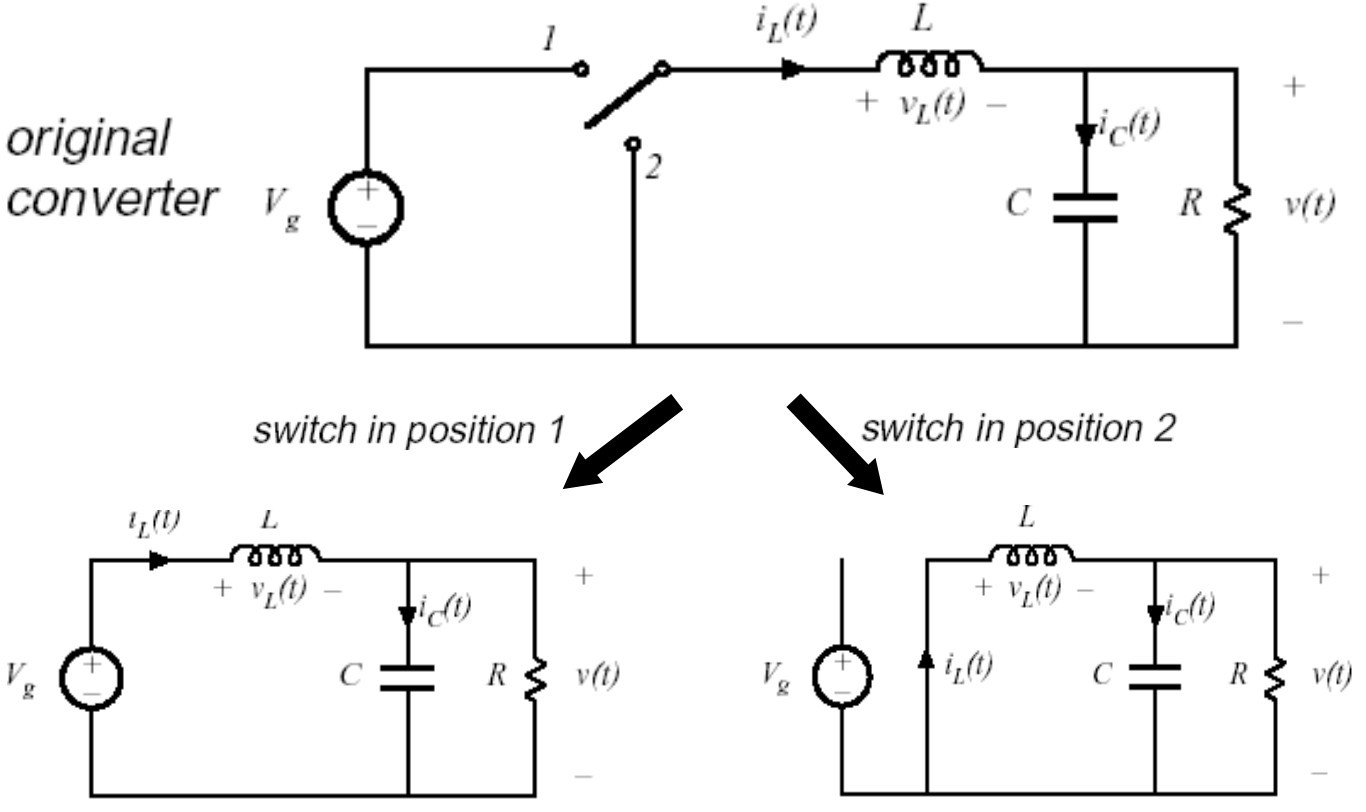 1
i_L(t)
L
+ v_L(t) −
+
original
converter
V_g
+
−
2
i_C(t)
C
R
v(t)
−
switch in position 1
switch in position 2
i_L(t)
L
+ v_L(t) −
+
i_C(t)
V_g
+
−
C
R
v(t)
−
L
+ v_L(t) −
+
i_C(t)
V_g
+
−
i_L(t)
C
R
v(t)
−